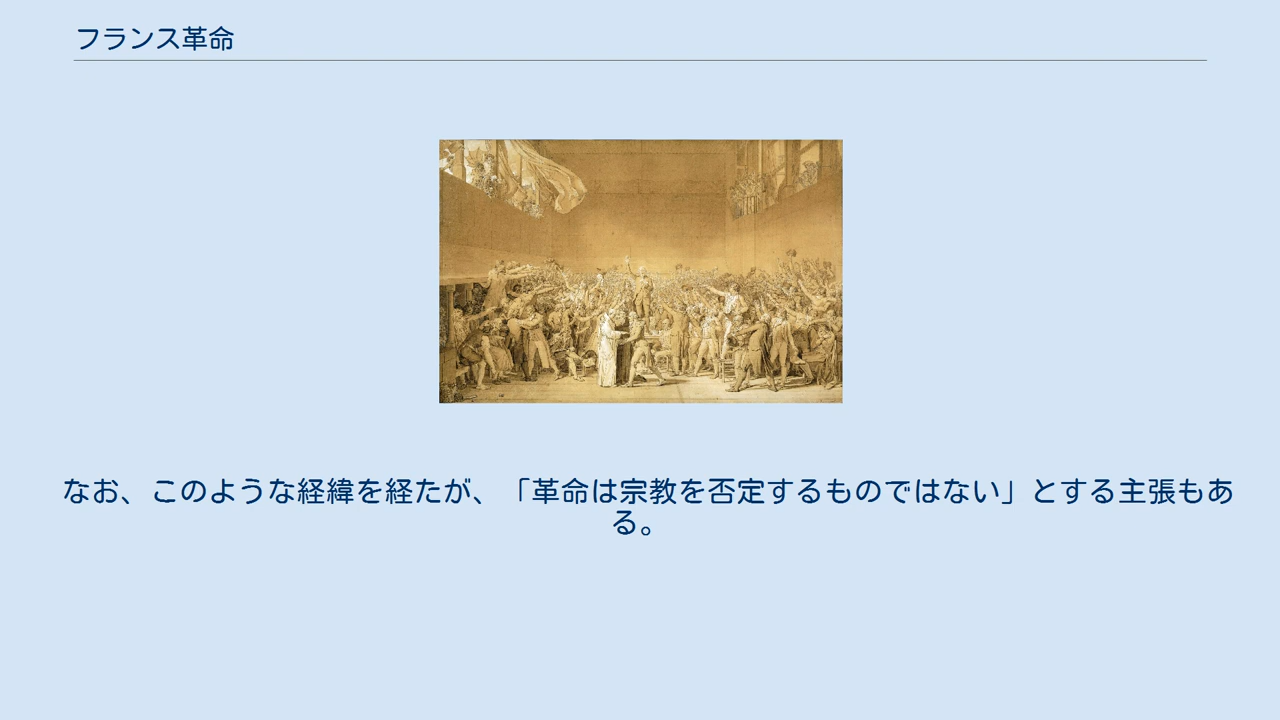 フランス革命
なお、このような経緯を経たが、「革命は宗教を否定するものではない」とする主張もあ
る。